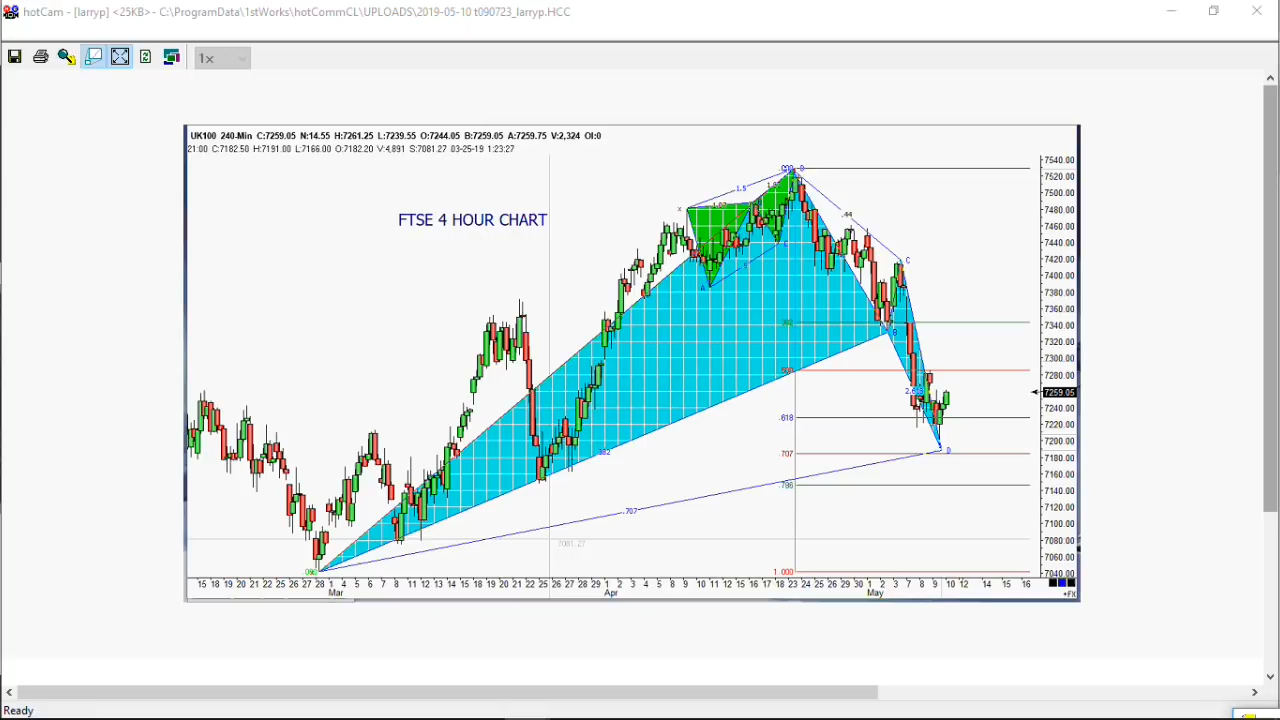 hotCam - [larryp] <25KB>- C:\ProgramData\1stWorks\hotCommCL\UPLOADS\2019-05-10 t090723_larryp.HCC
1x
UK100 240-Min C:7259.05 N:14.55 H:7261.25 L:7239.55 O:7244.05 B:7259.05 A:7259.75 V:2,324 OI:0
21:00 C:7182.50 H:7191.00 L:7166.00 O:7182.20 V:4,891 S:7081.27 03-25-19 1:23:27
FTSE 4 HOUR CHART
7540.00
7520.00
1.5
7500.00
X
7480.00
.44
7460.00
7440.00
C
7420.00
C
7400.00
A
7380.00
7360.00
7340.00
B
7320.00
7300.00
7280.00
7259.05
7240.00
.618
7220.00
7200.00
.382
.707
D
7180.00
7160.00
.786
7140.00
.707
7120.00
7100.00
7081.27
7080.00
7060.00
1.000
7040.00
15 18 19 20 21 22 25 26 27 28 1 4 5 6 7 8 11 12 13 14 15 18 19 20 21 22 25 26 27 28 29 1 2 3 4 5 8 9 10 11 12 15 16 17 18 23 24 25 26 29 30 1 2 3 7 8 9 10 12 14 15 16
Mar Apr May
+FX
Ready